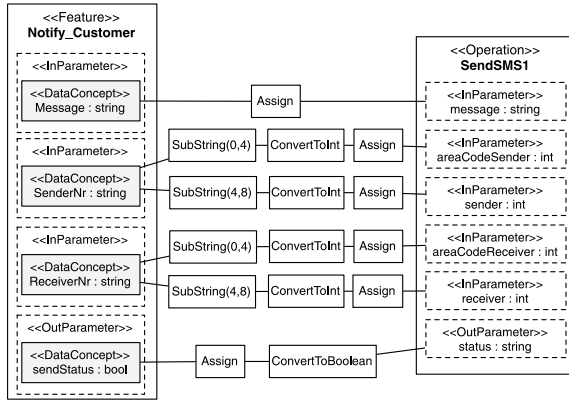 <<Feature>>
Notify_Customer
<<InParameter>>
<<DataConcept>>
Message : string
<<InParameter>>
<<DataConcept>>
SenderNr : string
<<InParameter>>
<<DataConcept>>
ReceiverNr : string
<<OutParameter>>
<<DataConcept>>
sendStatus : bool
Assign
SubString(0,4) ConvertToInt Assign
SubString(4,8) ConvertToInt Assign
SubString(0,4) ConvertToInt Assign
SubString(4,8) ConvertToInt Assign
Assign ConvertToBoolean
<<Operation>>
SendSMS1
<<InParameter>>
message : string
<<InParameter>>
areaCodeSender : int
<<InParameter>>
sender : int
<<InParameter>>
areaCodeReceiver : int
<<InParameter>>
receiver : int
<<OutParameter>>
status : string